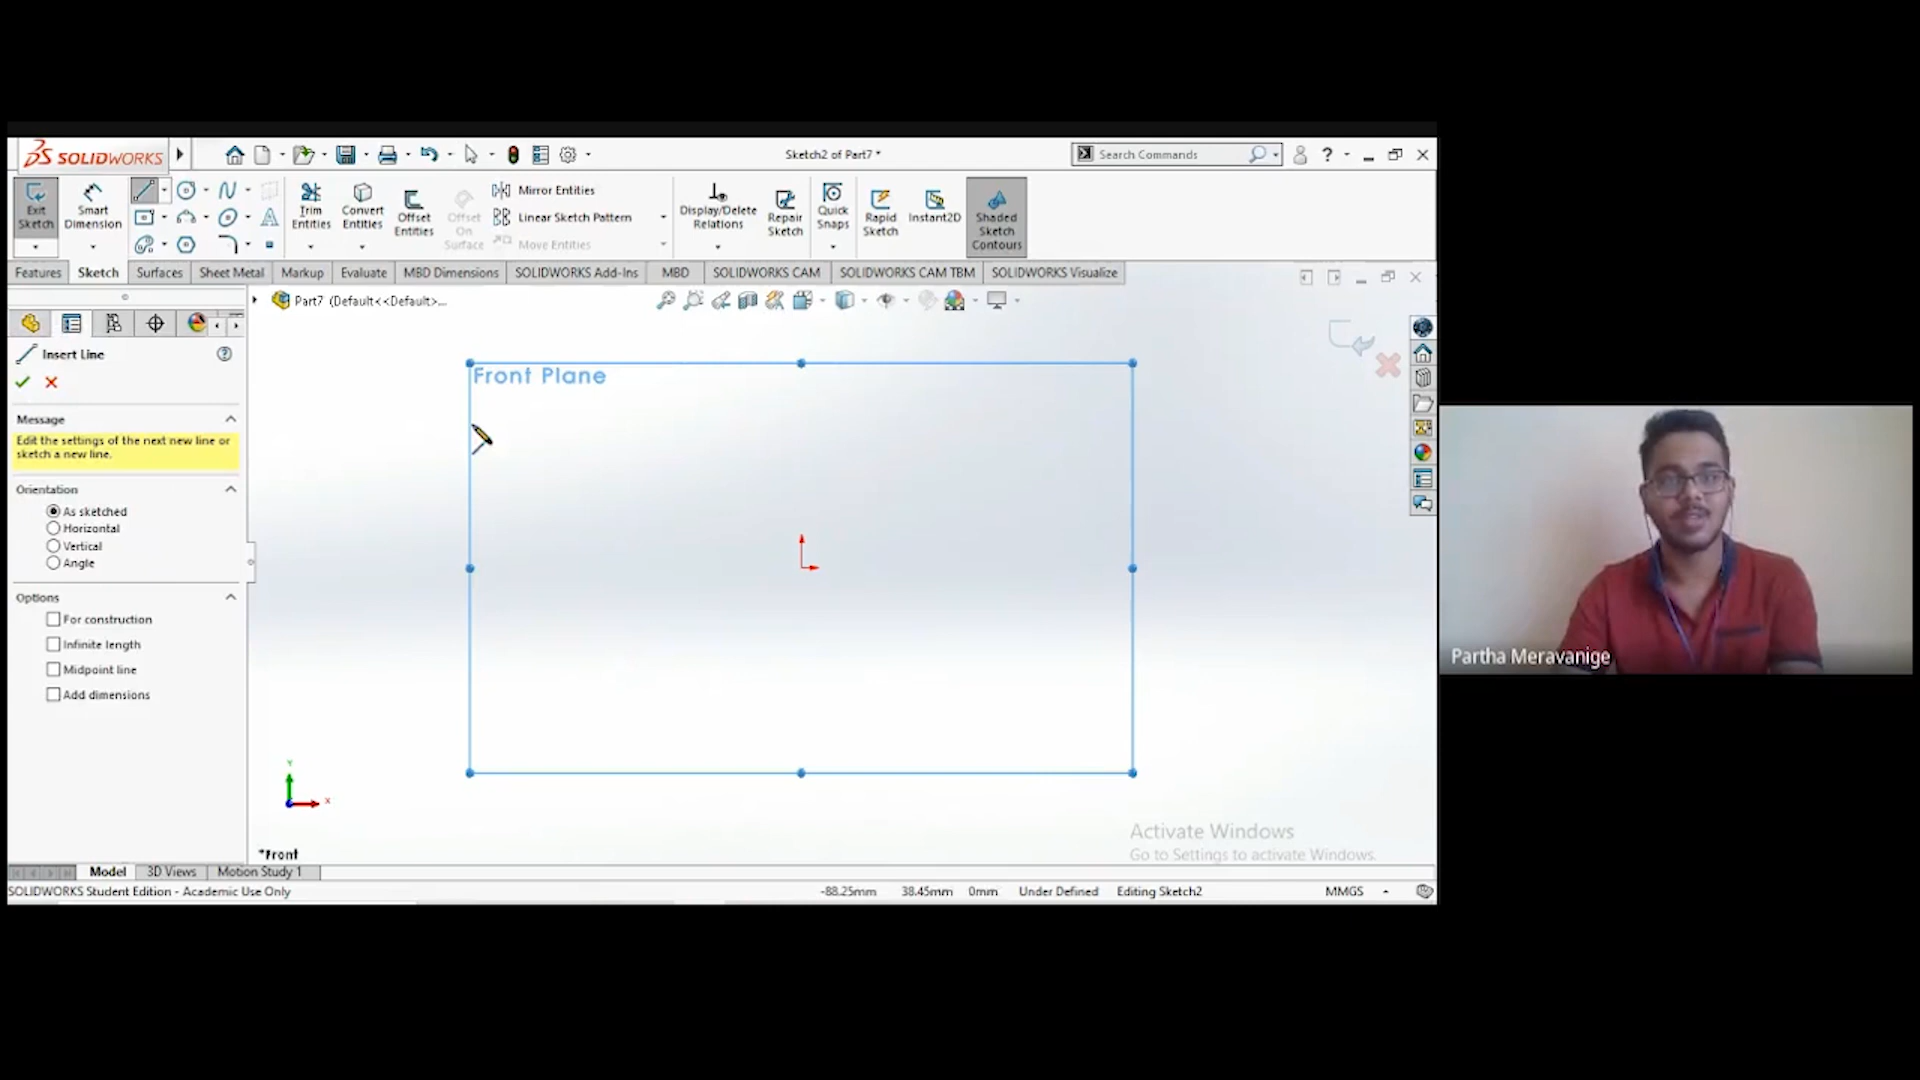 SOLIDWORKS
Sketch2 of Part7 *
Search Commands
?
Exit Sketch
Smart Dimension
Trim Entities
Convert Entities
Offset Entities
Offset On Surface
Mirror Entities
Linear Sketch Pattern
Move Entities
Display/Delete Relations
Repair Sketch
Quick Snaps
Rapid Sketch
Instant2D
Shaded Sketch Contours
Features
Sketch
Surfaces
Sheet Metal
Markup
Evaluate
MBD Dimensions
SOLIDWORKS Add-Ins
MBD
SOLIDWORKS CAM
SOLIDWORKS CAM TBM
SOLIDWORKS Visualize
Part7 (Default<<Default>...
Insert Line
Message
Edit the settings of the next new line or
sketch a new line.
Orientation
As sketched
Horizontal
Vertical
Angle
Options
For construction
Infinite length
Midpoint line
Add dimensions
Front Plane
Y
X
*Front
Activate Windows
Go to Settings to activate Windows.
Model
3D Views
Motion Study 1
SOLIDWORKS Student Edition - Academic Use Only
-88.25mm
38.45mm
0mm
Under Defined
Editing Sketch2
MMGS
Partha Meravanige